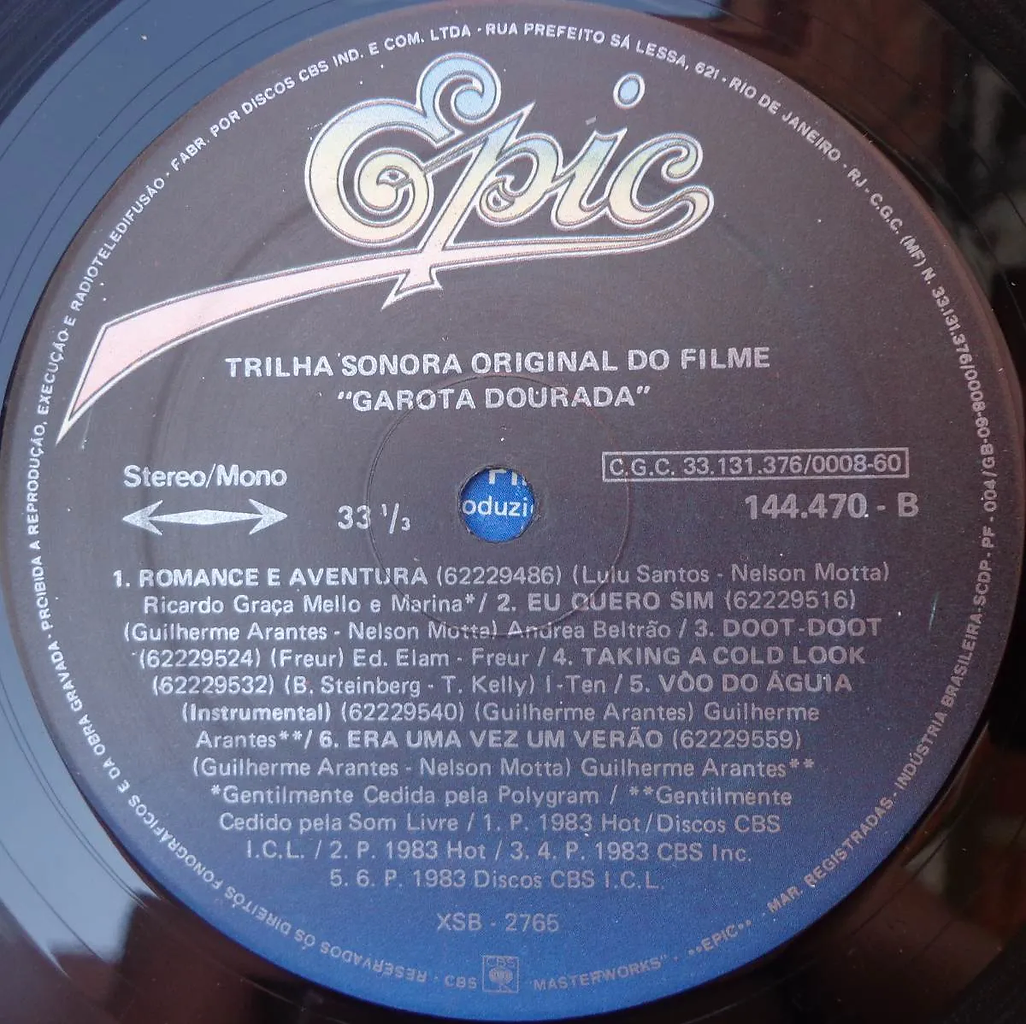 FABR. POR DISCOS CBS IND. E COM. LTDA · RUA PREFEITO SÁ LESSA, 621 - RIO DE JANEIRO - RJ - C.G.C. (MF) N. 33.131.376/0001-09-8000/GB-09-SCDP - PF - 004/
Epic
TRILHA SONORA ORIGINAL DO FILME
"GAROTA DOURADA"
Stereo/Mono
C.G.C. 33.131.376/0008-60
33 1/3
oduzi
144.470 - B
1. ROMANCE E AVENTURA (62229486) (Lulu Santos - Nelson Motta)
Ricardo Graça Mello e Marina*/ 2. EU QUERO SIM (62229516)
(Guilherme Arantes - Nelson Motta) Andrea Beltrão / 3. DOOT-DOOT
(62229524) (Freur) Ed. Elam - Freur / 4. TAKING A COLD LOOK
(62229532) (B. Steinberg - T. Kelly) I-Ten / 5. VÔO DO ÁGUIA
(Instrumental) (62229540) (Guilherme Arantes) Guilherme
Arantes**/ 6. ERA UMA VEZ UM VERÃO (62229559)
(Guilherme Arantes - Nelson Motta) Guilherme Arantes**
*Gentilmente Cedida pela Polygram / **Gentilmente
Cedido pela Som Livre / 1. P. 1983 Hot/Discos CBS
I.C.L. / 2. P. 1983 Hot / 3. 4. P. 1983 CBS Inc.
5. 6. P. 1983 Discos CBS I.C.L.
XSB - 2765
INDÚSTRIA BRASILEIRA
RESERVADOS OS DIREITOS FONOGRÁFICOS E DA OBRA GRAVADA · PROIBIDA A REPRODUÇÃO, EXECUÇÃO E RADIOTELEDIFUSÃO
CBS CBS MASTERWORKS" - **EPIC** - MAR. REGISTRADAS